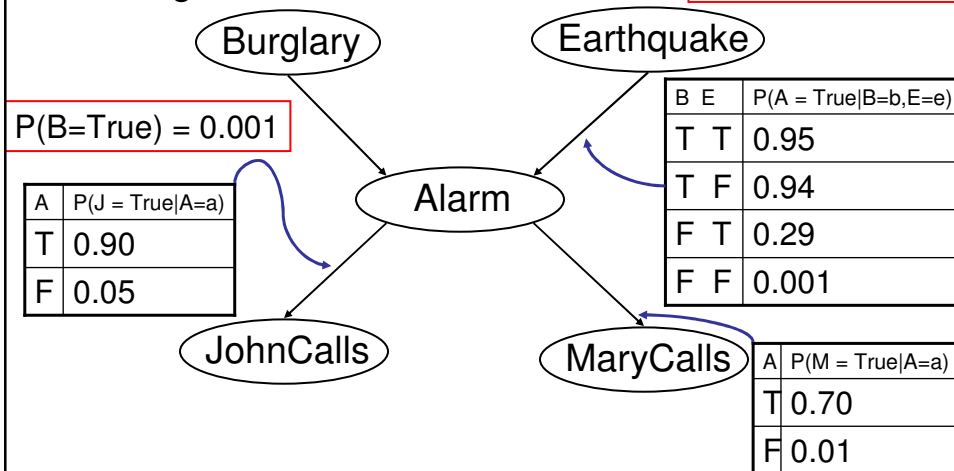 Burglary
Earthquake
P(B=True) = 0.001
B E P(A = True|B=b,E=e)
T T 0.95
T F 0.94
F T 0.29
F F 0.001
Alarm
A P(J = True|A=a)
T 0.90
F 0.05
JohnCalls
MaryCalls
A P(M = True|A=a)
T 0.70
F 0.01